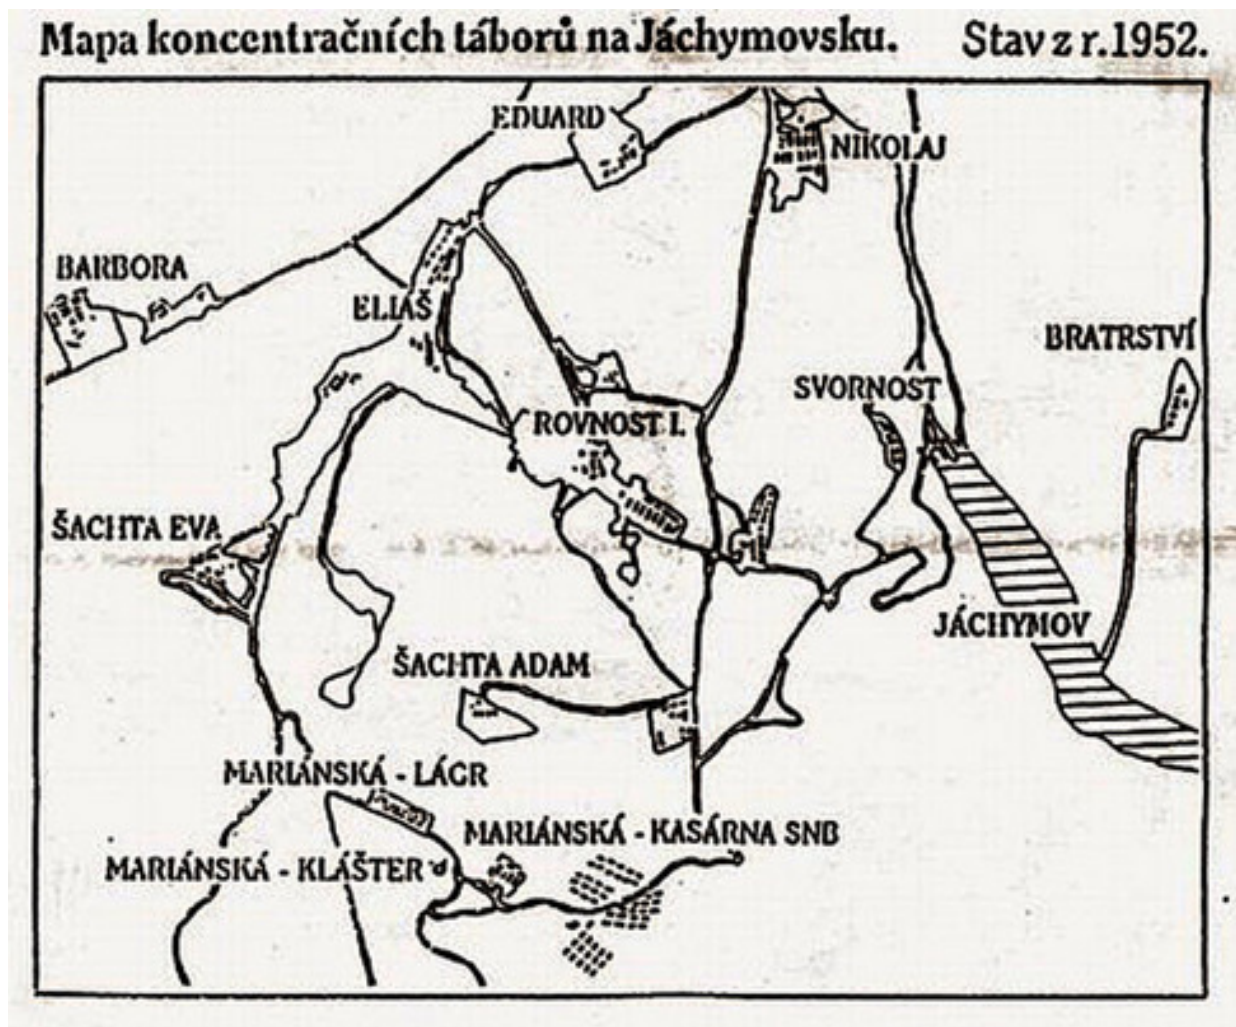 Mapa koncentračních táborů na Jáchymovsku. Stav z r. 1952.
EDUARD
NIKOLAJ
BARBORA
ELIAŠ
BRATRSTVÍ
SVORNOST
ROVNOST I.
ŠACHTA EVA
JÁCHYMOV
ŠACHTA ADAM
MARIÁNSKÁ - LÁGR
MARIÁNSKÁ - KASÁRNA SNB
MARIÁNSKÁ - KLÁŠTER